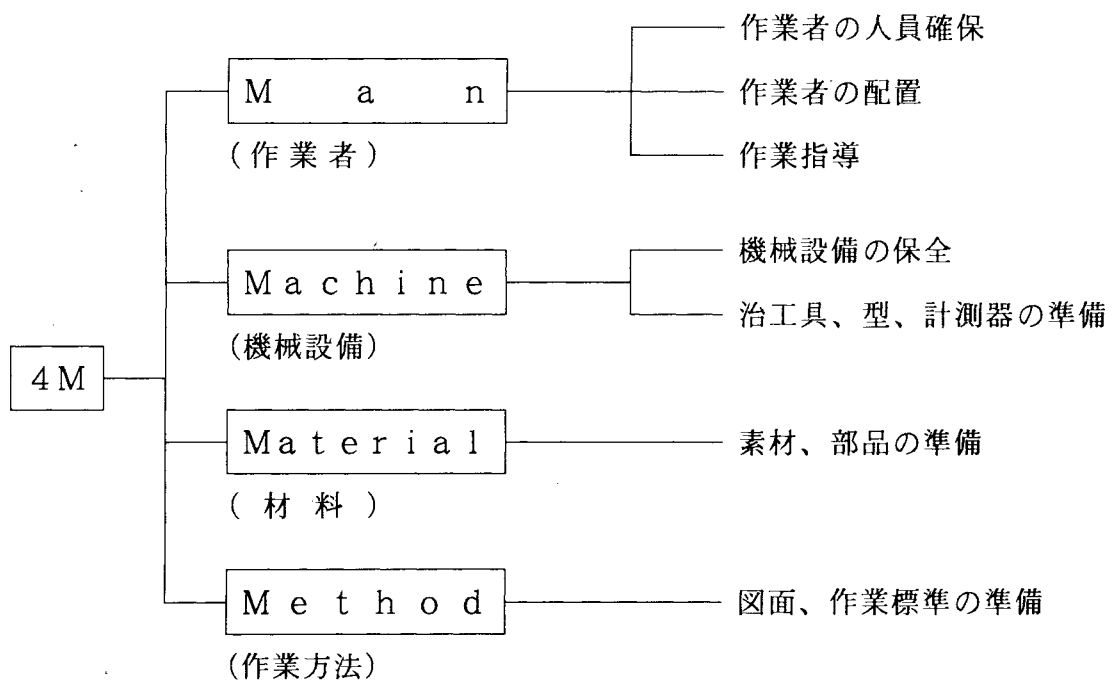 作業者の人員確保
Man
作業者の配置
(作業者)
作業指導
機械設備の保全
Machine
治工具、型、計測器の準備
(機械設備)
4M
Material
素材、部品の準備
(材料)
Method
図面、作業標準の準備
(作業方法)